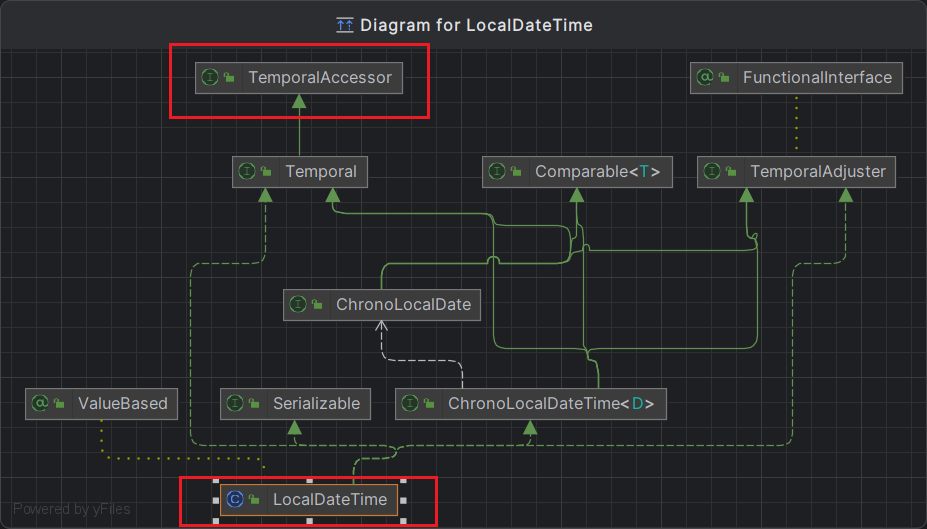 Diagram for LocalDateTime
I TemporalAccessor
@ FunctionalInterface
I Temporal
I Comparable<T>
I TemporalAdjuster
I ChronoLocalDate
@ ValueBased
I Serializable
I ChronoLocalDateTime<D>
C LocalDateTime
Powered by yFiles